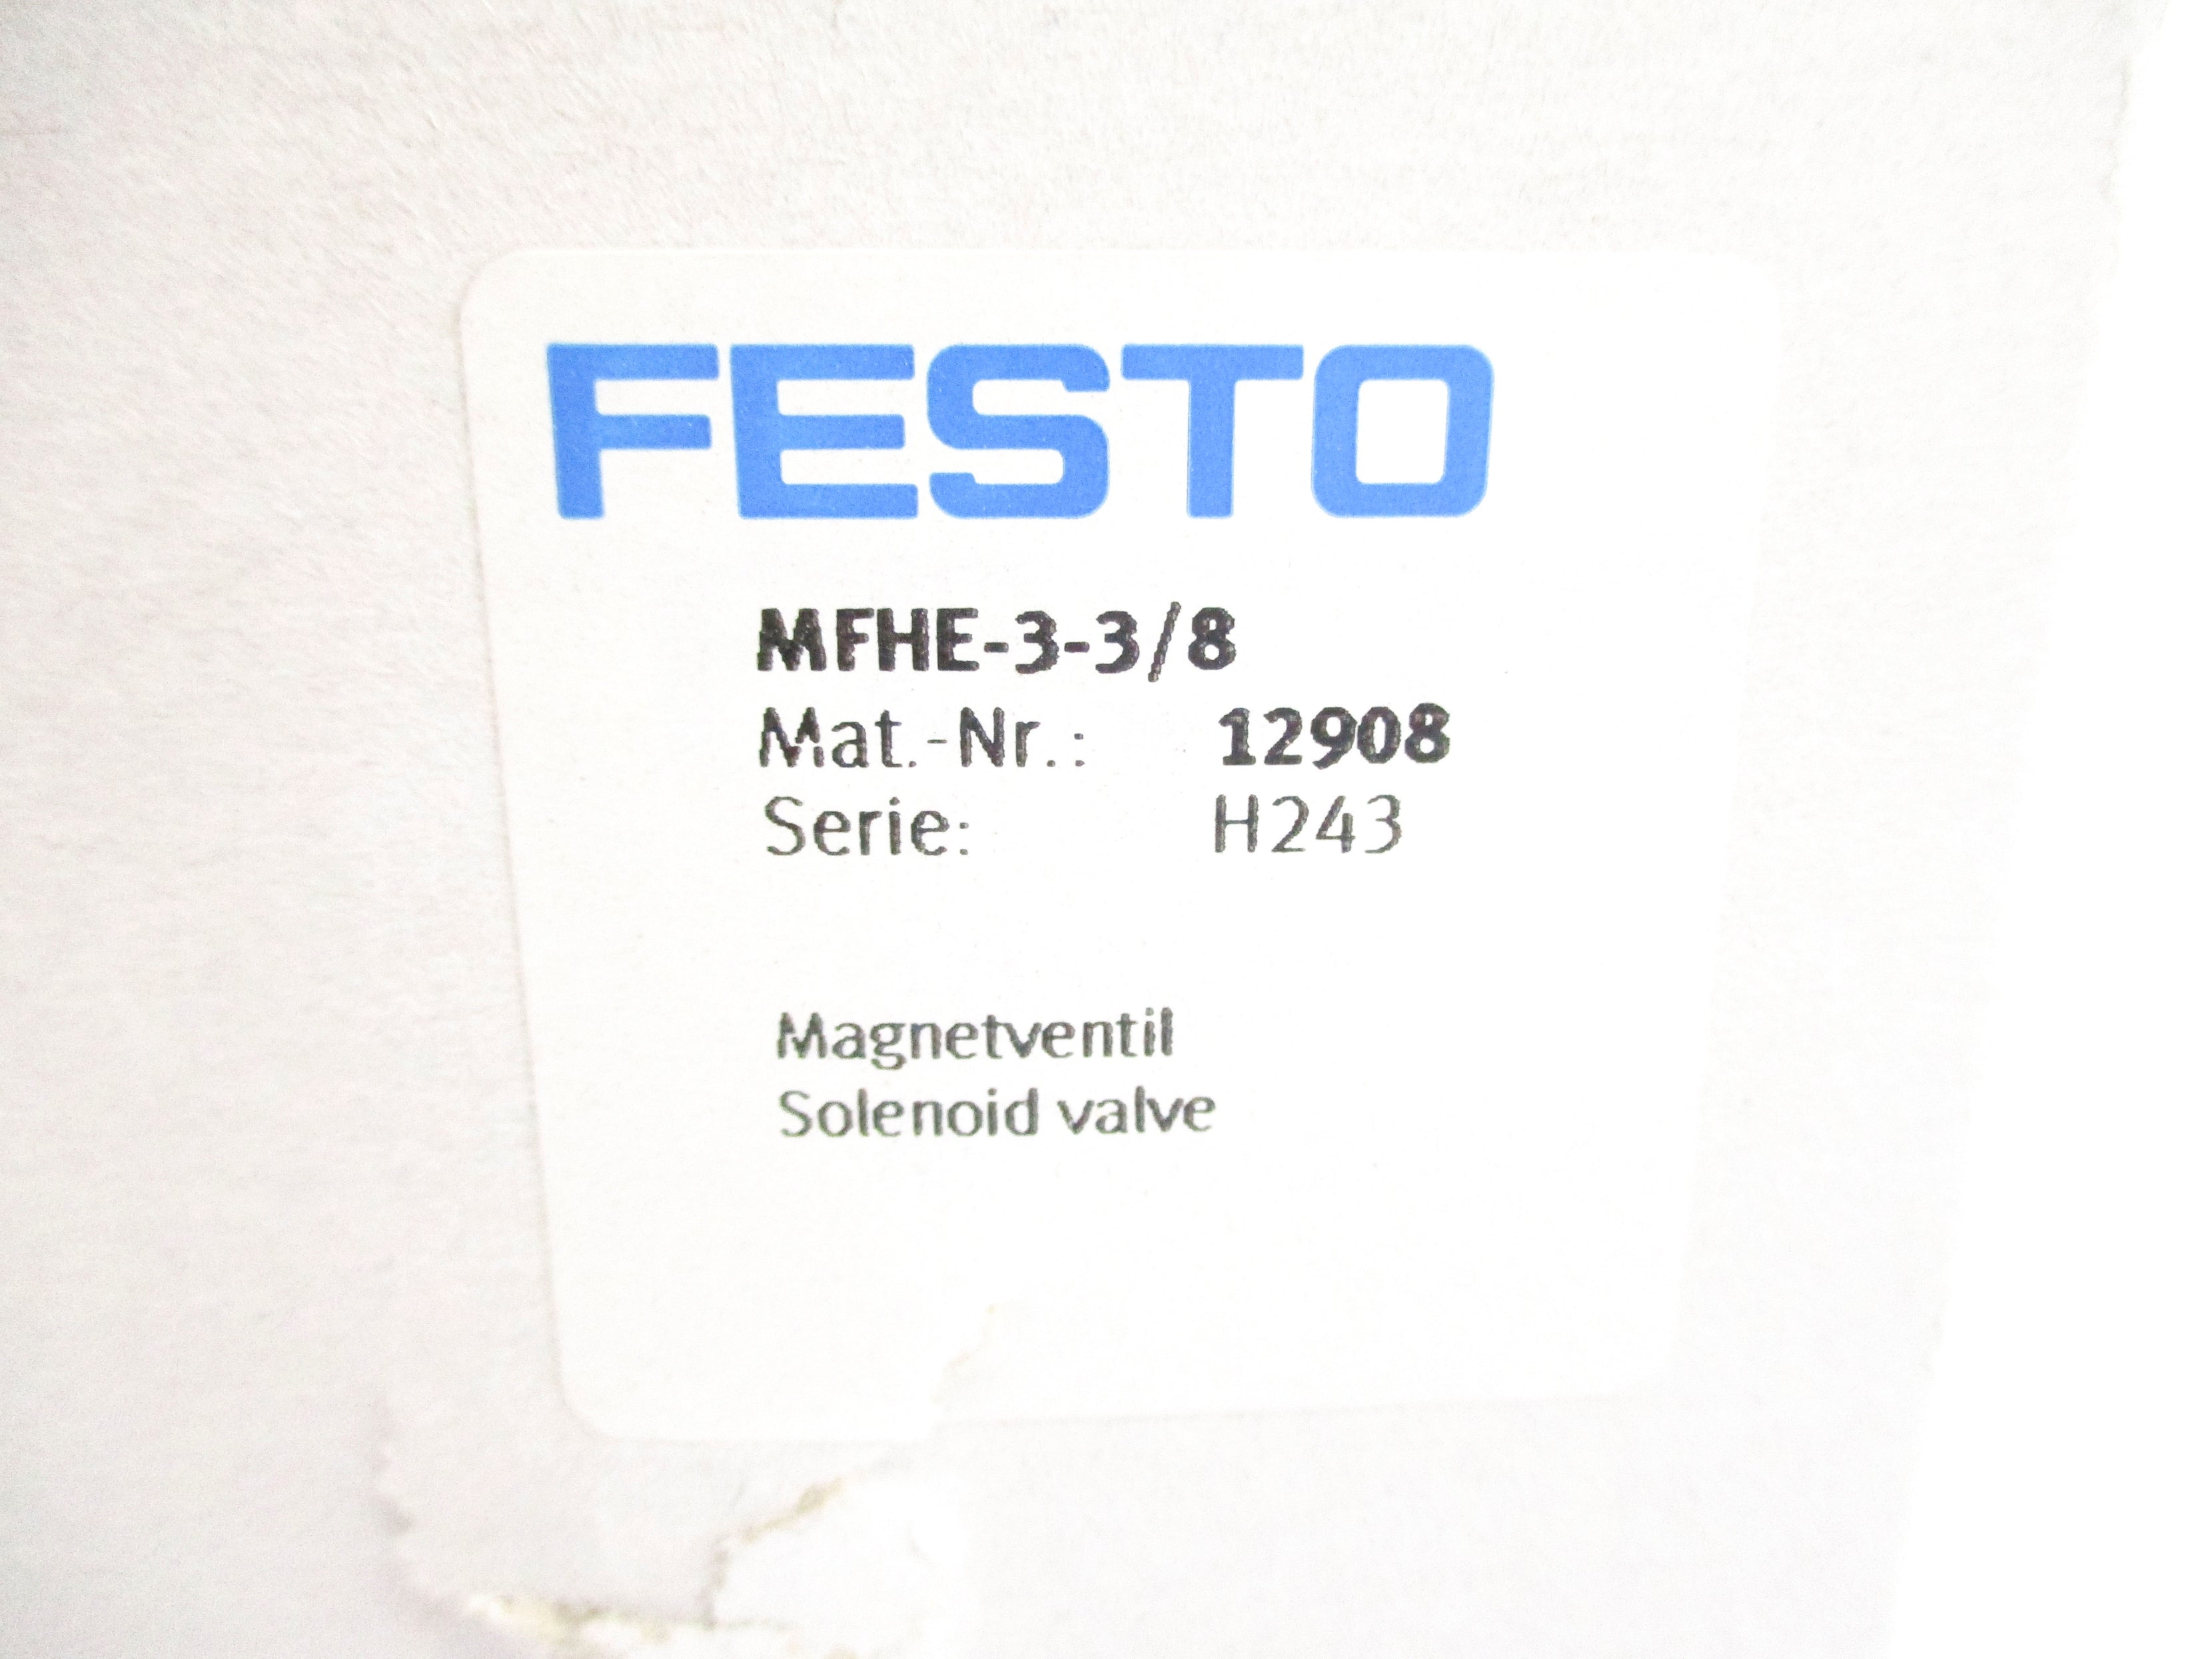 FESTO
MFHE-3-3/8
Mat.-Nr.: 12908
Serie: H243
Magnetventil
Solenoid valve